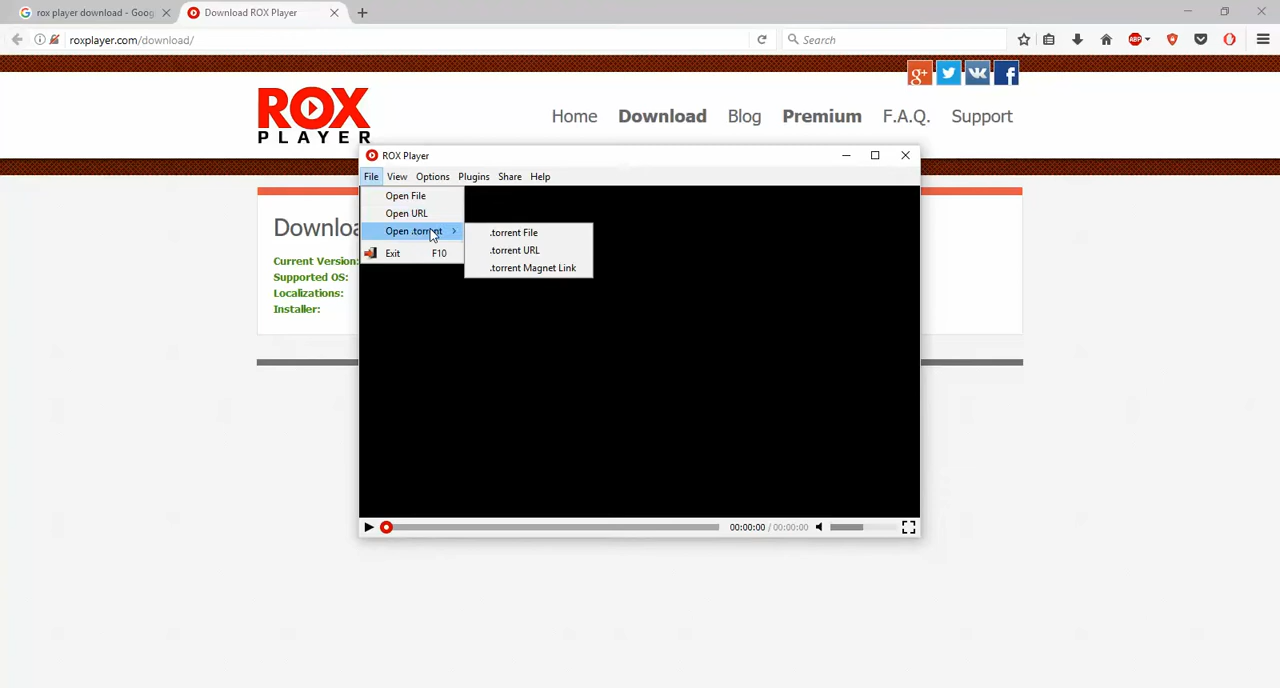 rox player download - Goog
Download ROX Player
roxplayer.com/download/
Search
ABP
g+
ROX
PLAYER
Home
Download
Blog
Premium
F.A.Q.
Support
ROX Player
File
View
Options
Plugins
Share
Help
Open File
Open URL
Open .torrent
Exit F10
.torrent File
.torrent URL
.torrent Magnet Link
Downloa
Current Version:
Supported OS:
Localizations:
Installer:
00:00:00 / 00:00:00